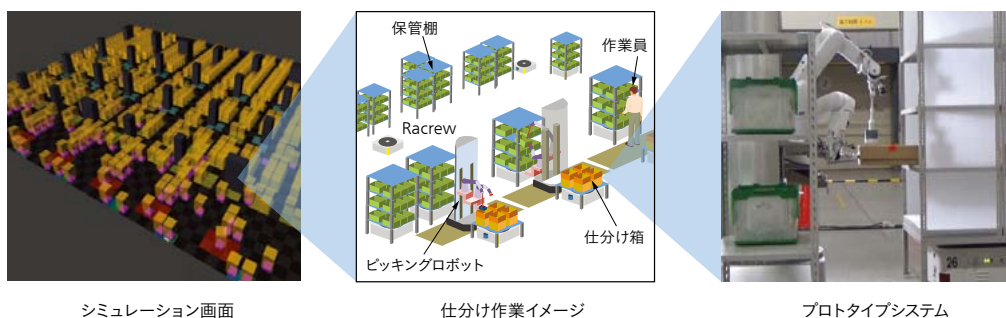 保管棚
作業員
Racrew
仕分け箱
ピッキングロボット
26
シミュレーション画面
仕分け作業イメージ
プロトタイプシステム